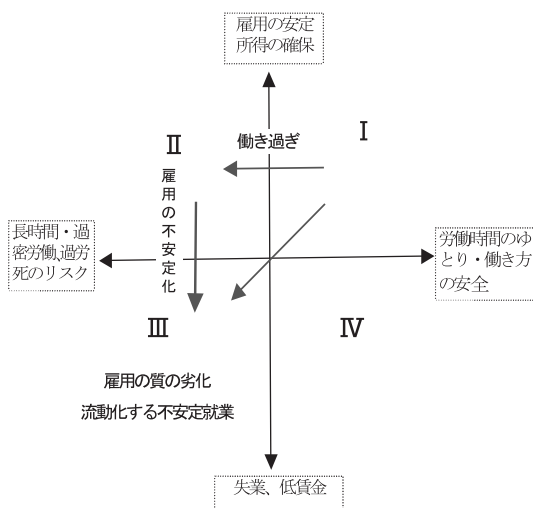 雇用の安定
所得の確保
働き過ぎ
Ⅰ
Ⅱ
雇用の不安定化
長時間・過
密労働､過労
死のリスク
労働時間のゆ
とり・働き方
の安全
Ⅲ
Ⅳ
雇用の質の劣化
流動化する不安定就業
失業、低賃金